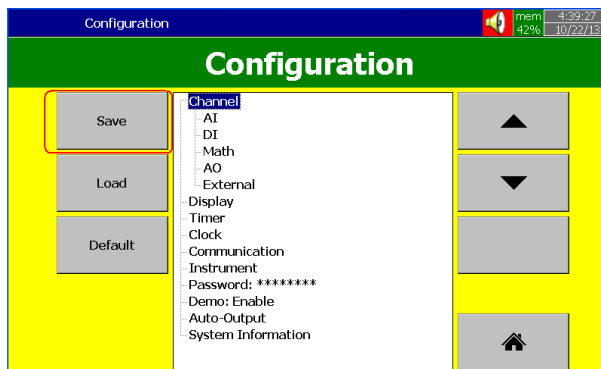 Configuration
mem 4:39:27
42% 10/22/13
Configuration
Save
Load
Default
Channel
AI
DI
Math
AO
External
Display
Timer
Clock
Communication
Instrument
Password: ********
Demo: Enable
Auto-Output
System Information